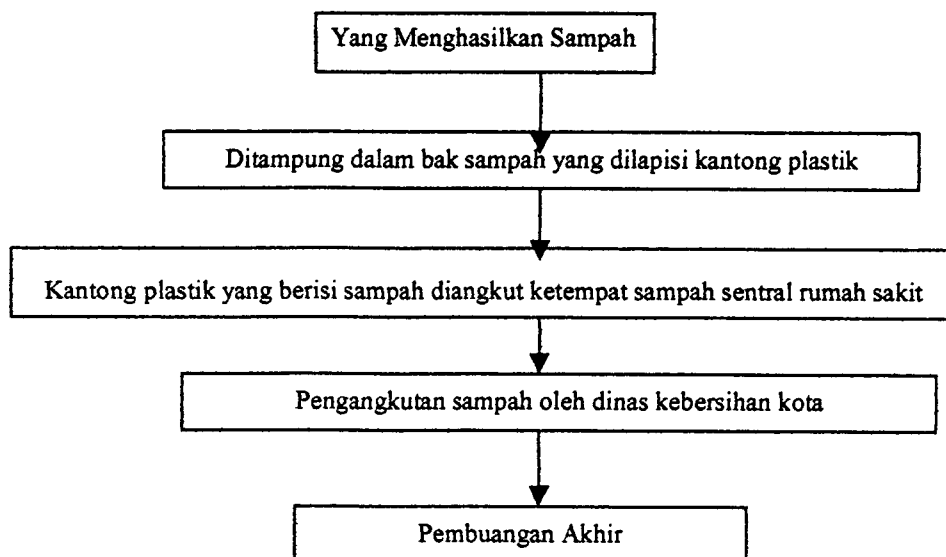 Yang Menghasilkan Sampah
Ditampung dalam bak sampah yang dilapisi kantong plastik
Kantong plastik yang berisi sampah diangkut ketempat sampah sentral rumah sakit
Pengangkutan sampah oleh dinas kebersihan kota
Pembuangan Akhir